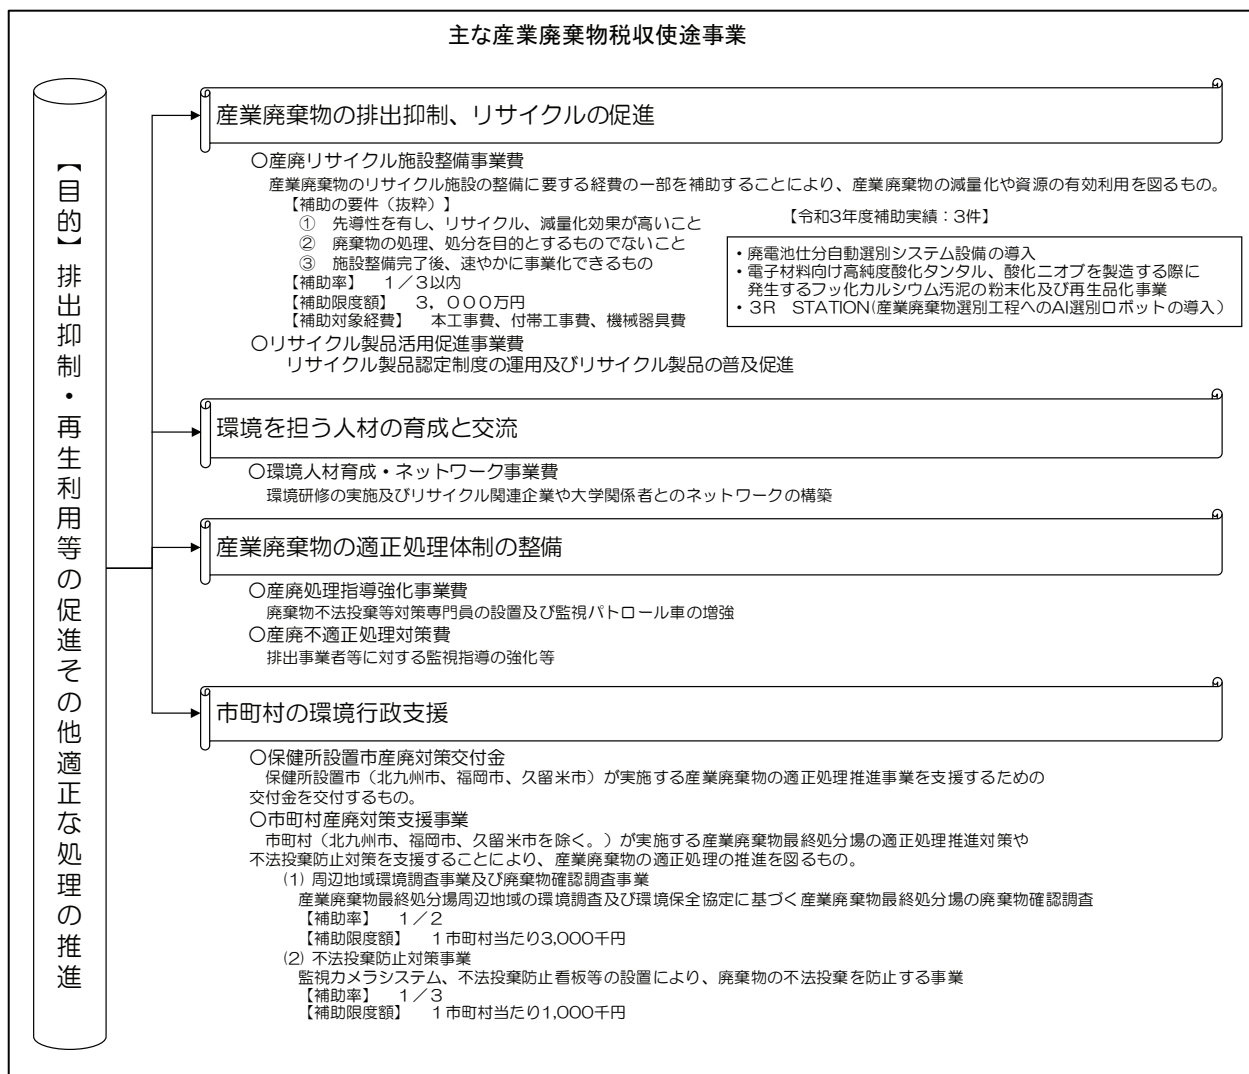 主な産業廃棄物税収使途事業
【目的】排出抑制・再生利用等の促進その他適正な処理の推進
産業廃棄物の排出抑制、リサイクルの促進
〇産廃リサイクル施設整備事業費
産業廃棄物のリサイクル施設の整備に要する経費の一部を補助することにより、産業廃棄物の減量化や資源の有効利用を図るもの。
【補助の要件（抜粋）】
① 先導性を有し、リサイクル、減量化効果が高いこと
② 廃棄物の処理、処分を目的とするものでないこと
③ 施設整備完了後、速やかに事業化できるもの
【補助率】 １／３以内
【補助限度額】 ３，０００万円
【補助対象経費】 本工事費、付帯工事費、機械器具費
【令和3年度補助実績：３件】
・廃電池仕分自動選別システム設備の導入
・電子材料向け高純度酸化タンタル、酸化ニオブを製造する際に
発生するフッ化カルシウム汚泥の粉末化及び再生品化事業
・３R STATION(産業廃棄物選別工程へのAI選別ロボットの導入）
〇リサイクル製品活用促進事業費
リサイクル製品認定制度の運用及びリサイクル製品の普及促進
環境を担う人材の育成と交流
〇環境人材育成・ネットワーク事業費
環境研修の実施及びリサイクル関連企業や大学関係者とのネットワークの構築
産業廃棄物の適正処理体制の整備
〇産廃処理指導強化事業費
廃棄物不法投棄等対策専門員の設置及び監視パトロール車の増強
〇産廃不適正処理対策費
排出事業者等に対する監視指導の強化等
市町村の環境行政支援
〇保健所設置市産廃対策交付金
保健所設置市（北九州市、福岡市、久留米市）が実施する産業廃棄物の適正処理推進事業を支援するための
交付金を交付するもの。
〇市町村産廃対策支援事業
市町村（北九州市、福岡市、久留米市を除く。）が実施する産業廃棄物最終処分場の適正処理推進対策や
不法投棄防止対策を支援することにより、産業廃棄物の適正処理の推進を図るもの。
(1) 周辺地域環境調査事業及び廃棄物確認調査事業
産業廃棄物最終処分場周辺地域の環境調査及び環境保全協定に基づく産業廃棄物最終処分場の廃棄物確認調査
【補助率】 １／２
【補助限度額】 １市町村当たり3,000千円
(2) 不法投棄防止対策事業
監視カメラシステム、不法投棄防止看板等の設置により、廃棄物の不法投棄を防止する事業
【補助率】 １／３
【補助限度額】 １市町村当たり1,000千円